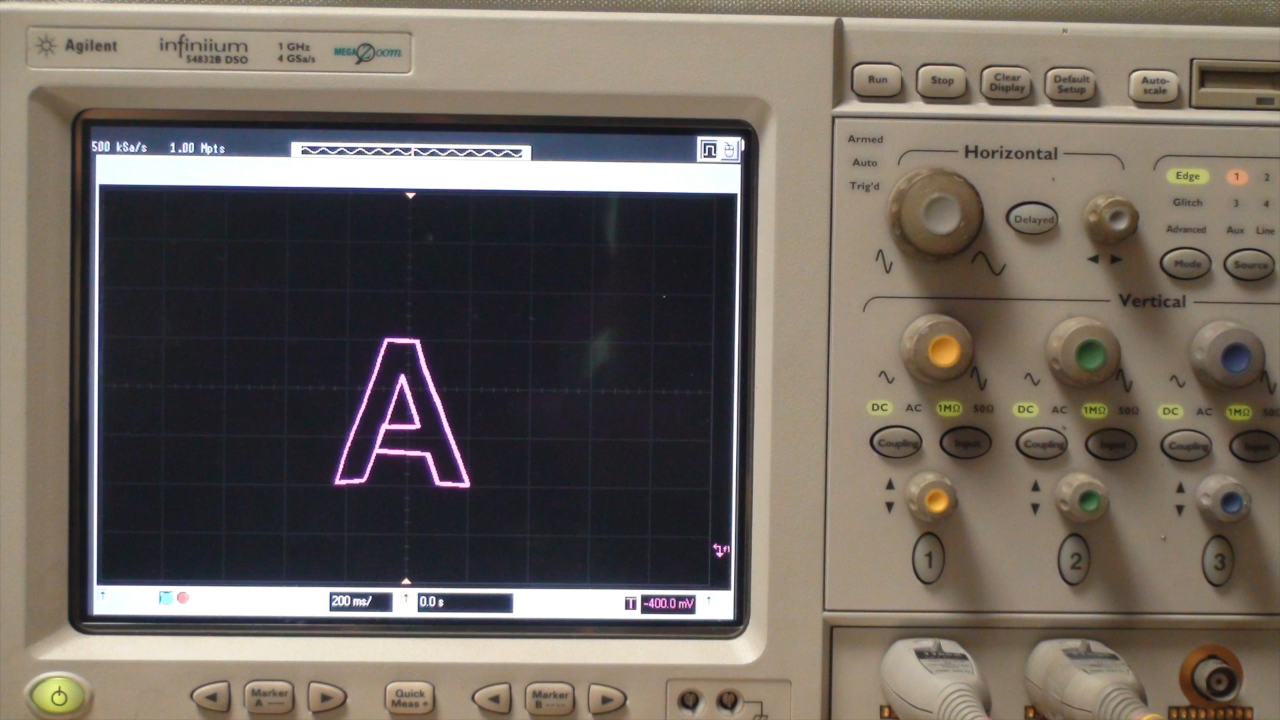 Agilent infiniium 1 GHz MEGA Zoom
54832B DSO 4 GSa/s
Run Stop Clear Display Default Setup Auto-scale
500 kSa/s 1.00 Mpts
Armed
Auto
Trig'd
Horizontal
Delayed
Edge 1 2
Glitch 3 4
Advanced Aux Line
Mode Source
Vertical
A
DC AC 1MΩ 50Ω DC AC 1MΩ 50Ω DC AC 1MΩ
Coupling Input Coupling Input Coupling Input
1 2 3
200 ms/ 0.0 s T -400.0 mV
Marker A Quick Meas + Marker B